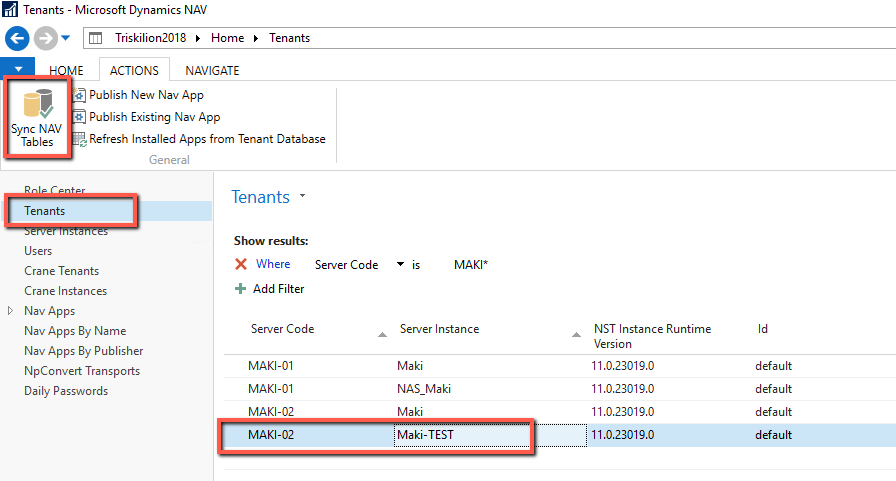 Tenants - Microsoft Dynamics NAV
Triskilion2018 Home Tenants
HOME ACTIONS NAVIGATE
Sync NAV
Tables
Publish New Nav App
Publish Existing Nav App
Refresh Installed Apps from Tenant Database
General
Role Center
Tenants
Server Instances
Users
Crane Tenants
Crane Instances
Nav Apps
Nav Apps By Name
Nav Apps By Publisher
NpConvert Transports
Daily Passwords
Tenants
Show results:
Where Server Code is MAKI*
Add Filter
Server Code Server Instance NST Instance Runtime Version Id
MAKI-01 Maki 11.0.23019.0 default
MAKI-01 NAS_Maki 11.0.23019.0 default
MAKI-02 Maki 11.0.23019.0 default
MAKI-02 Maki-TEST 11.0.23019.0 default